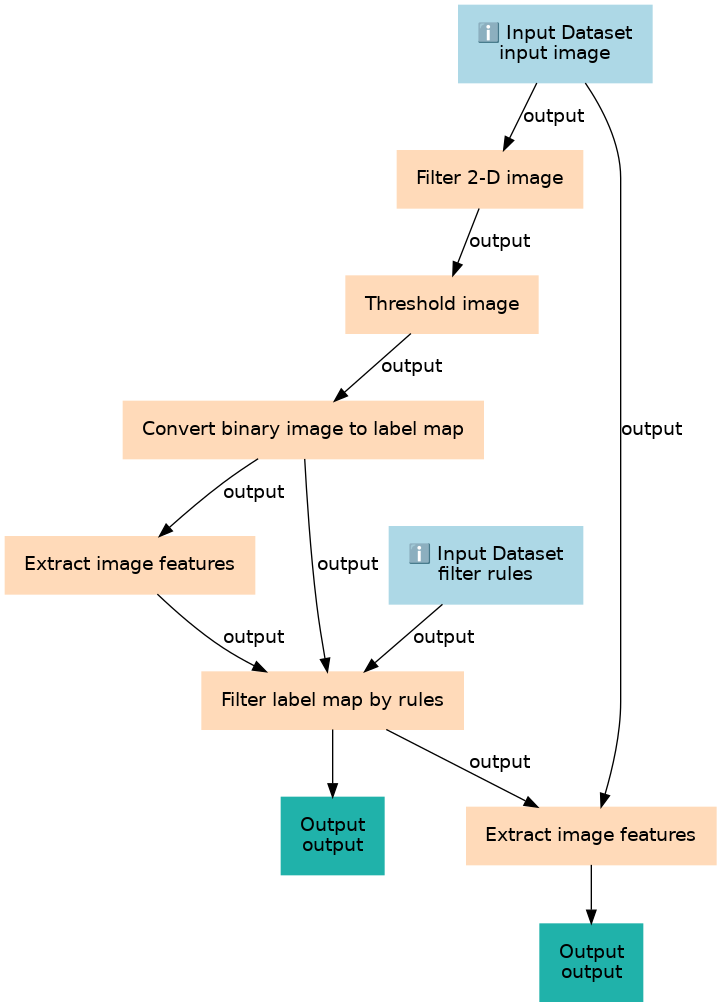 ℹ️ Input Dataset
input image
output
Filter 2-D image
output
Threshold image
output
Convert binary image to label map
output
output
output
Extract image features
ℹ️ Input Dataset
filter rules
output
output
Filter label map by rules
output
Output
output
Extract image features
Output
output